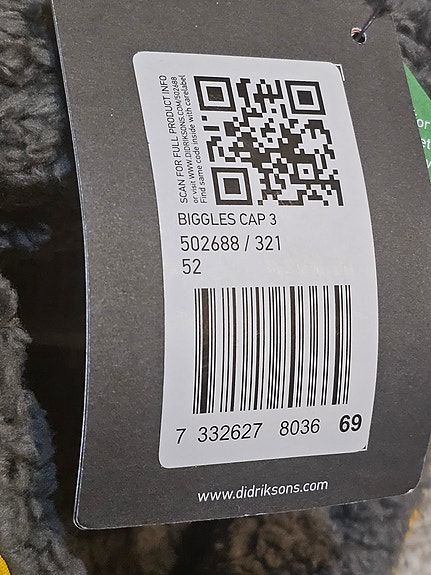 SCAN FOR FULL PRODUCT INFO
or visit WWW.DIDRIKSONS.COM/502688
Find same code inside with carelabel
BIGGLES CAP 3
502688 / 321
52
7 332627 8036 69
www.didriksons.com
for